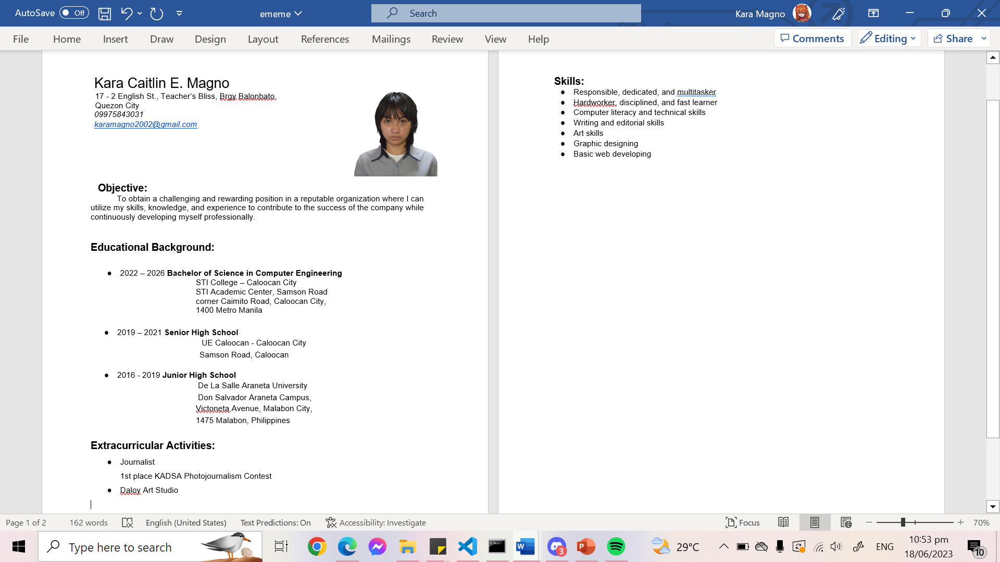 AutoSave Off ememe Search Kara Magno
File Home Insert Draw Design Layout References Mailings Review View Help Comments Editing Share
Kara Caitlin E. Magno
17 - 2 English St., Teacher’s Bliss, Brgy Balonbato,
Quezon City
09975843031
karamagno2002@gmail.com
Objective:
To obtain a challenging and rewarding position in a reputable organization where I can
utilize my skills, knowledge, and experience to contribute to the success of the company while
continuously developing myself professionally.
Educational Background:
● 2022 – 2026 Bachelor of Science in Computer Engineering
STI College – Caloocan City
STI Academic Center, Samson Road
corner Caimito Road, Caloocan City,
1400 Metro Manila
● 2019 – 2021 Senior High School
UE Caloocan - Caloocan City
Samson Road, Caloocan
● 2016 - 2019 Junior High School
De La Salle Araneta University
Don Salvador Araneta Campus,
Victoneta Avenue, Malabon City,
1475 Malabon, Philippines
Extracurricular Activities:
● Journalist
1st place KADSA Photojournalism Contest
● Daloy Art Studio
Skills:
● Responsible, dedicated, and multitasker
● Hardworker, disciplined, and fast learner
● Computer literacy and technical skills
● Writing and editorial skills
● Art skills
● Graphic designing
● Basic web developing
Page 1 of 2 162 words English (United States) Text Predictions: On Accessibility: Investigate Focus 70%
Type here to search 3 29°C ENG 10:53 pm
18/06/2023 10